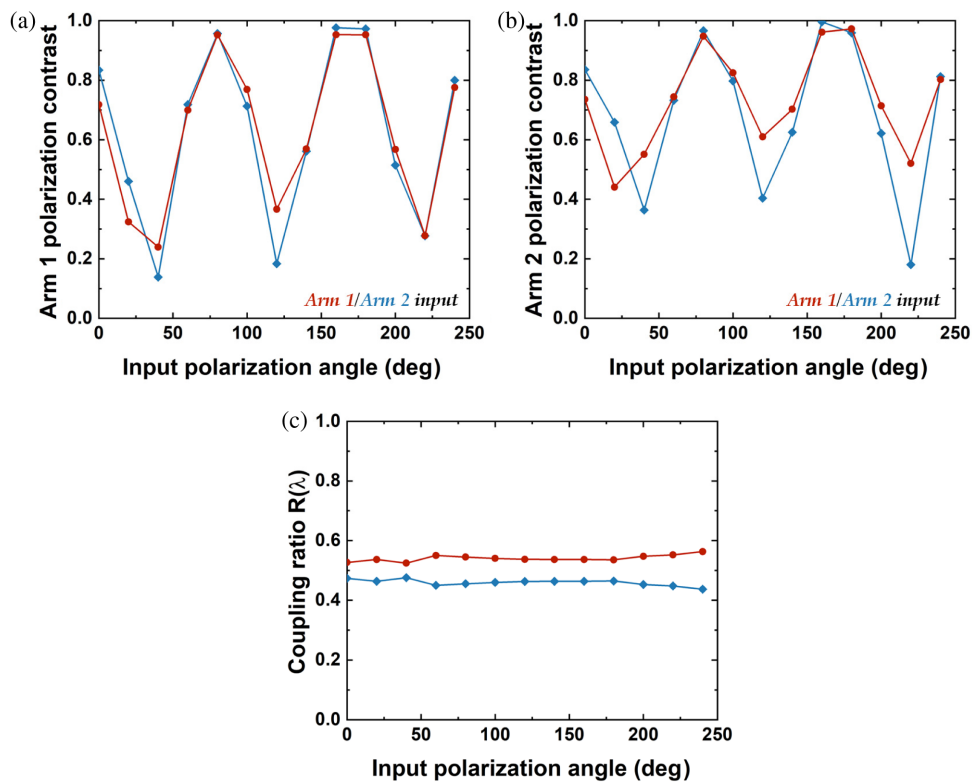 (a)
Arm 1 polarization contrast
1.0
0.8
0.6
0.4
0.2
0.0
0 50 100 150 200 250
Arm 1/Arm 2 input
Input polarization angle (deg)
(b)
Arm 2 polarization contrast
1.0
0.8
0.6
0.4
0.2
0.0
0 50 100 150 200 250
Arm 1/Arm 2 input
Input polarization angle (deg)
(c)
Coupling ratio R(λ)
1.0
0.8
0.6
0.4
0.2
0.0
0 50 100 150 200 250
Input polarization angle (deg)